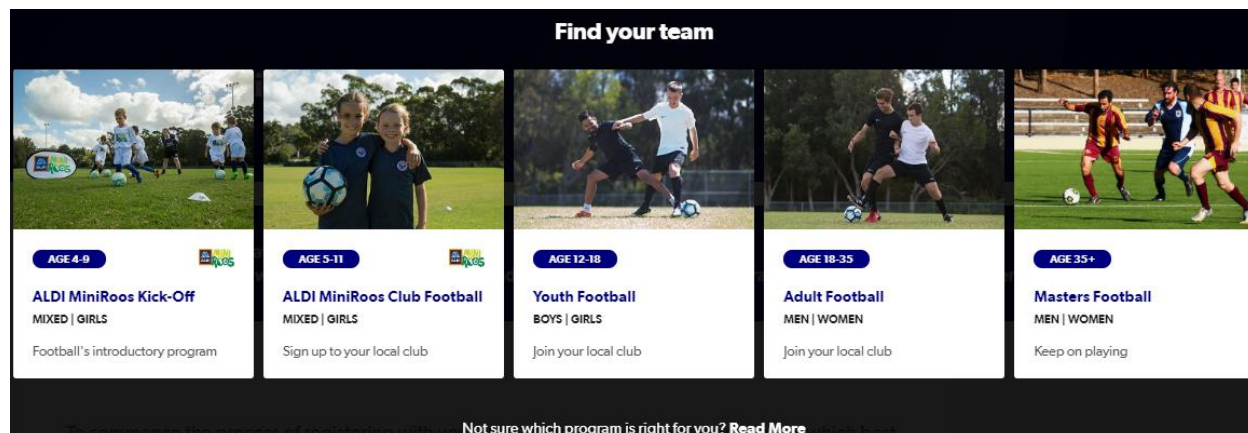 Find your team
AGE 4-9
ALDI MiniRoos Kick-Off
MIXED | GIRLS
Football's introductory program
AGE 5-11
ALDI MiniRoos Club Football
MIXED | GIRLS
Sign up to your local club
AGE 12-18
Youth Football
BOYS | GIRLS
Join your local club
AGE 18-35
Adult Football
MEN | WOMEN
Join your local club
AGE 35+
Masters Football
MEN | WOMEN
Keep on playing
Not sure which program is right for you? Read More